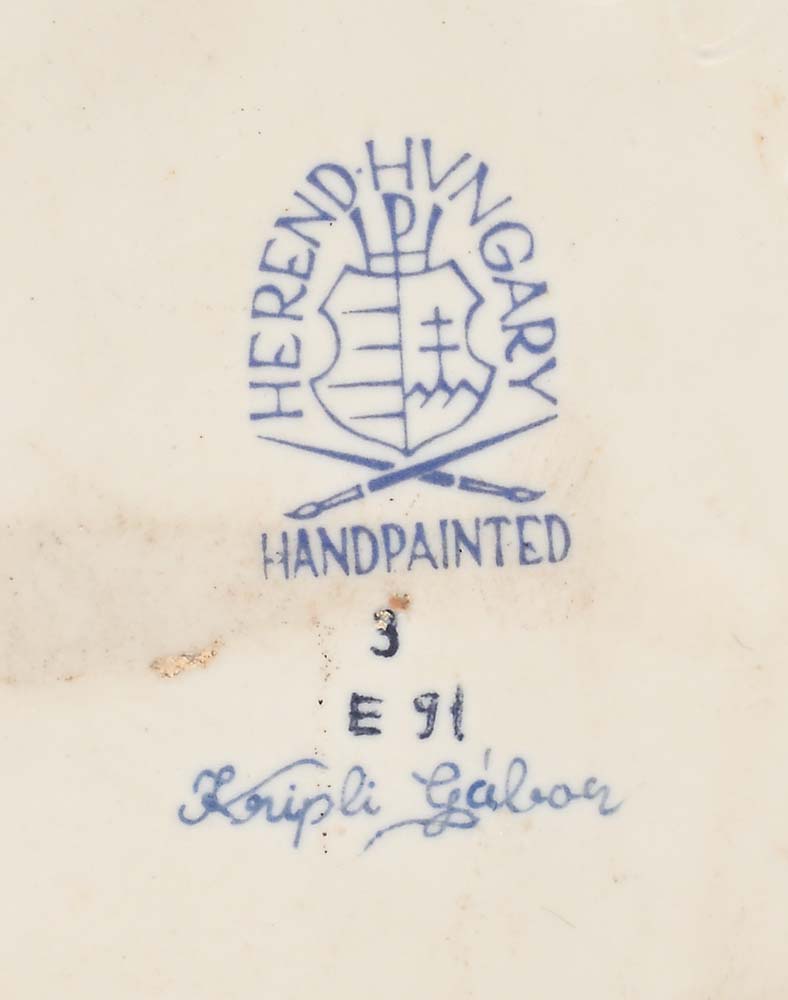 HEREND·HVNGARY
HANDPAINTED
3
E 91
Kripli Gábor